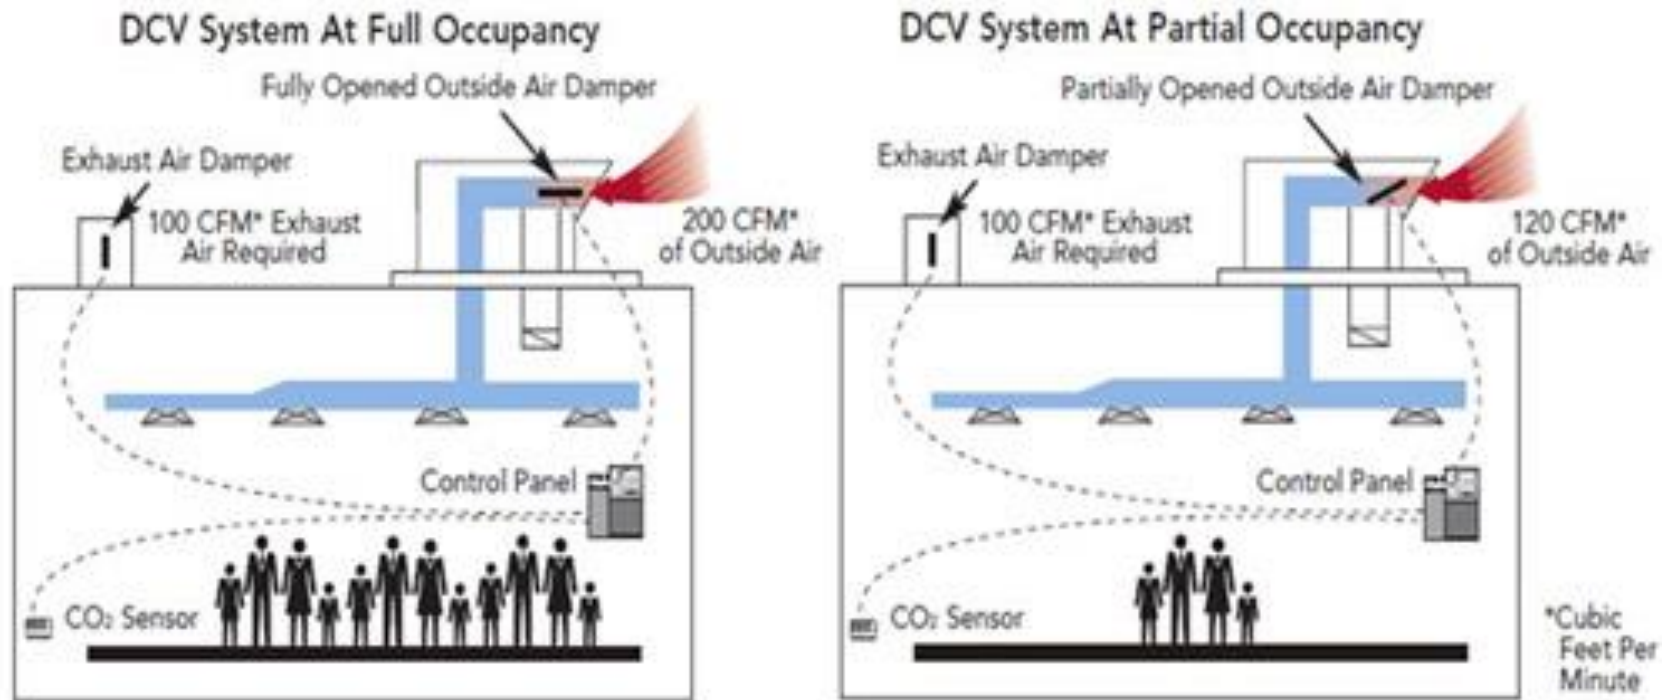 DCV System At Full Occupancy
Fully Opened Outside Air Damper
Exhaust Air Damper
100 CFM* Exhaust
Air Required
200 CFM*
of Outside Air
Control Panel
CO₂ Sensor
DCV System At Partial Occupancy
Partially Opened Outside Air Damper
Exhaust Air Damper
100 CFM* Exhaust
Air Required
120 CFM*
of Outside Air
Control Panel
CO₂ Sensor
*Cubic
Feet Per
Minute